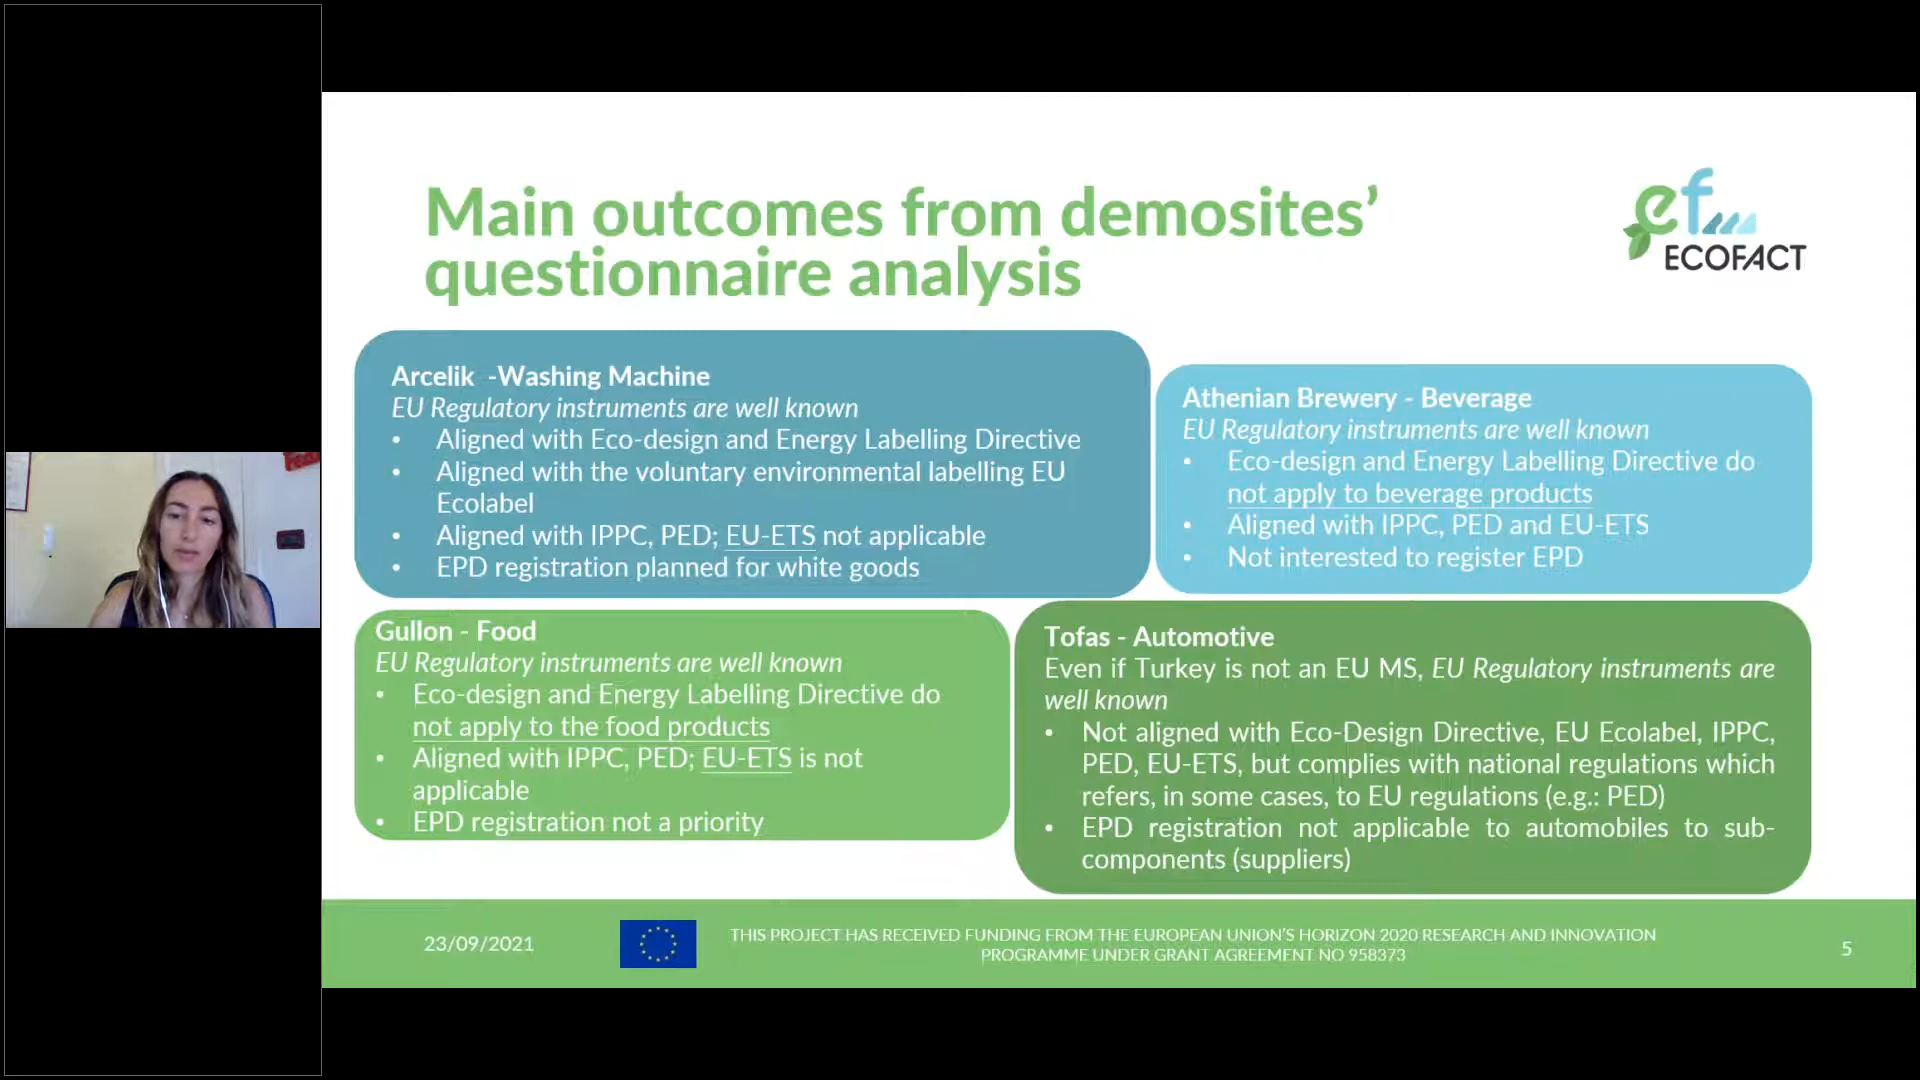 Main outcomes from demosites’
questionnaire analysis
ef
ECOFACT
Arcelik -Washing Machine
EU Regulatory instruments are well known
• Aligned with Eco-design and Energy Labelling Directive
• Aligned with the voluntary environmental labelling EU
Ecolabel
• Aligned with IPPC, PED; EU-ETS not applicable
• EPD registration planned for white goods
Athenian Brewery - Beverage
EU Regulatory instruments are well known
• Eco-design and Energy Labelling Directive do
not apply to beverage products
• Aligned with IPPC, PED and EU-ETS
• Not interested to register EPD
Gullon - Food
EU Regulatory instruments are well known
• Eco-design and Energy Labelling Directive do
not apply to the food products
• Aligned with IPPC, PED; EU-ETS is not
applicable
• EPD registration not a priority
Tofas - Automotive
Even if Turkey is not an EU MS, EU Regulatory instruments are
well known
• Not aligned with Eco-Design Directive, EU Ecolabel, IPPC,
PED, EU-ETS, but complies with national regulations which
refers, in some cases, to EU regulations (e.g.: PED)
• EPD registration not applicable to automobiles to sub-
components (suppliers)
23/09/2021
THIS PROJECT HAS RECEIVED FUNDING FROM THE EUROPEAN UNION’S HORIZON 2020 RESEARCH AND INNOVATION
PROGRAMME UNDER GRANT AGREEMENT NO 958373
5